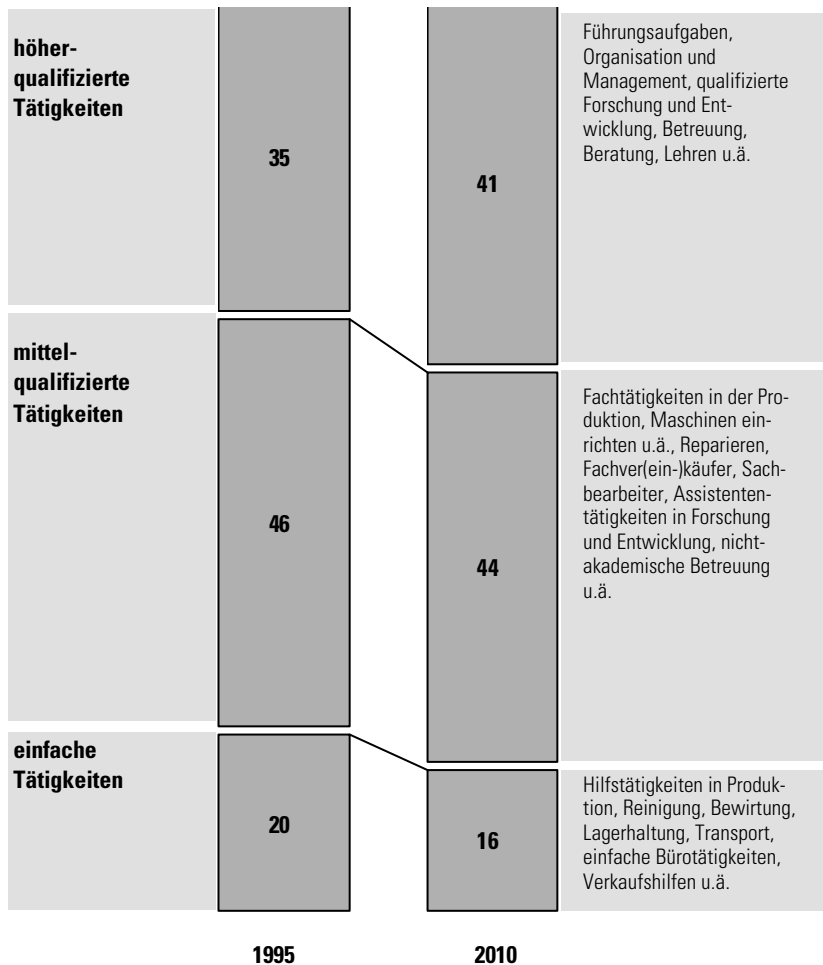 höher-
qualifizierte
Tätigkeiten
35
41
Führungsaufgaben,
Organisation und
Management, qualifizierte
Forschung und Ent-
wicklung, Betreuung,
Beratung, Lehren u.ä.
mittel-
qualifizierte
Tätigkeiten
46
44
Fachtätigkeiten in der Pro-
duktion, Maschinen ein-
richten u.ä., Reparieren,
Fachver(ein-)käufer, Sach-
bearbeiter, Assistenten-
tätigkeiten in Forschung
und Entwicklung, nicht-
akademische Betreuung
u.ä.
einfache
Tätigkeiten
20
16
Hilfstätigkeiten in Produk-
tion, Reinigung, Bewirtung,
Lagerhaltung, Transport,
einfache Bürotätigkeiten,
Verkaufshilfen u.ä.
1995
2010